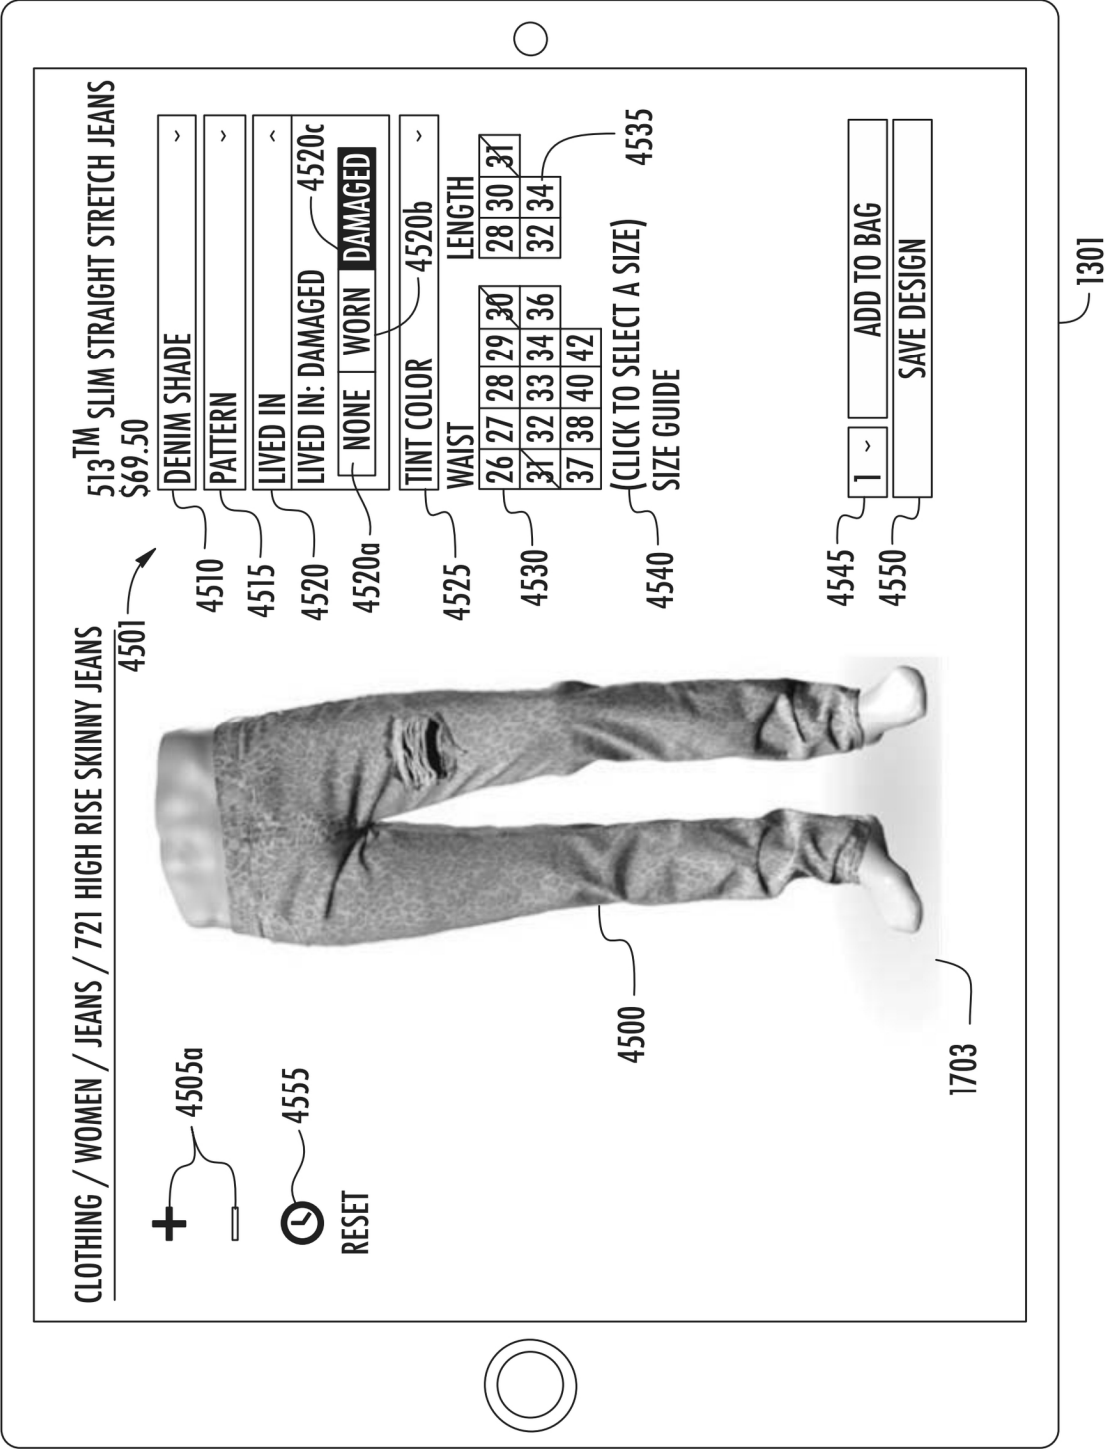 CLOTHING / WOMEN / JEANS / 721 HIGH RISE SKINNY JEANS
4501
513™ SLIM STRAIGHT STRETCH JEANS
$69.50
4505a
4555
RESET
4500
1703
4510
DENIM SHADE
4515
PATTERN
4520
LIVED IN
LIVED IN: DAMAGED
4520c
4520a
NONE WORN DAMAGED
4520b
4525
TINT COLOR
WAIST
4530
26 27 28 29 30
31 32 33 34 36
37 38 40 42
LENGTH
28 30 31
32 34
4535
4540
(CLICK TO SELECT A SIZE)
SIZE GUIDE
4545
1 ADD TO BAG
4550
SAVE DESIGN
1301